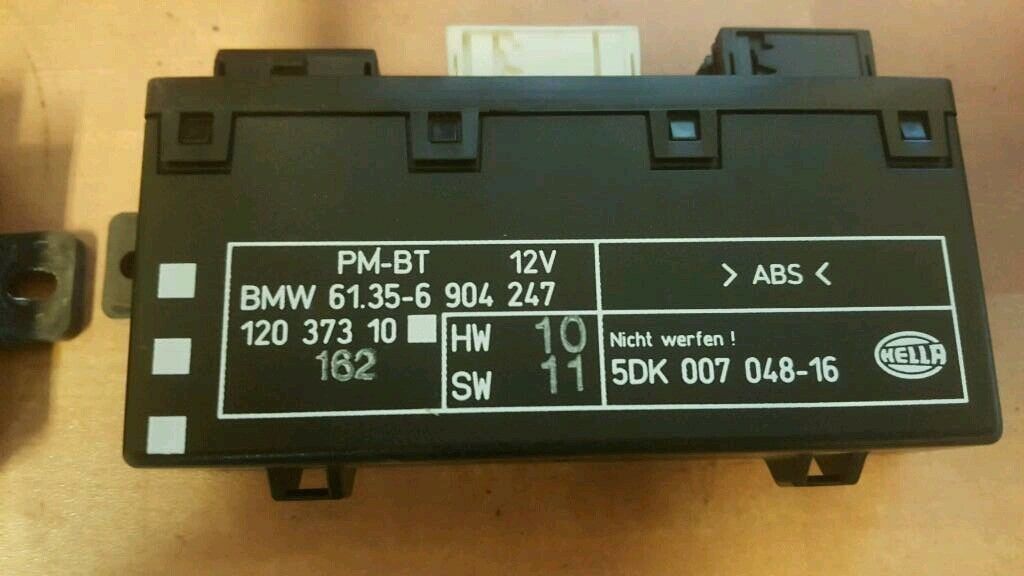 PM-BT 12V
BMW 61.35-6 904 247
120 373 10
162
HW 10
SW 11
> ABS <
Nicht werfen !
5DK 007 048-16
HELLA